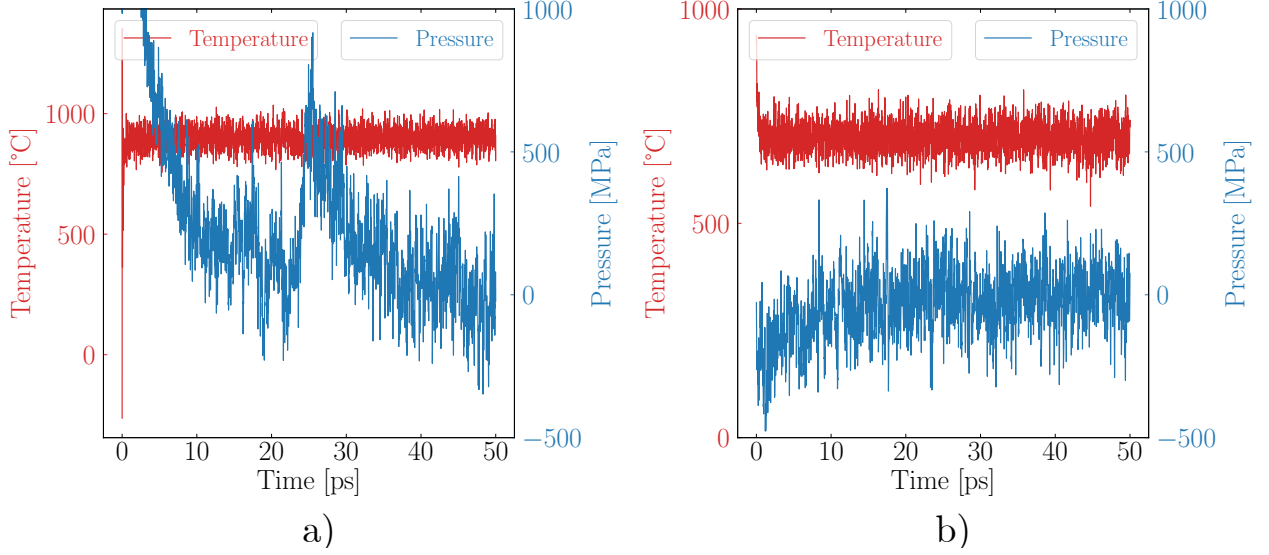 Temperature
Pressure
1000
500
0
Temperature [°C]
1000
500
0
−500
Pressure [MPa]
0 10 20 30 40 50
Time [ps]
a)
Temperature
Pressure
1000
500
0
Temperature [°C]
1000
500
0
−500
Pressure [MPa]
0 10 20 30 40 50
Time [ps]
b)